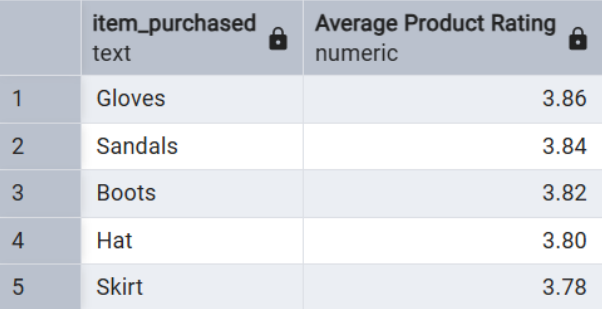 item_purchased Average Product Rating
text numeric
1 Gloves 3.86
2 Sandals 3.84
3 Boots 3.82
4 Hat 3.80
5 Skirt 3.78